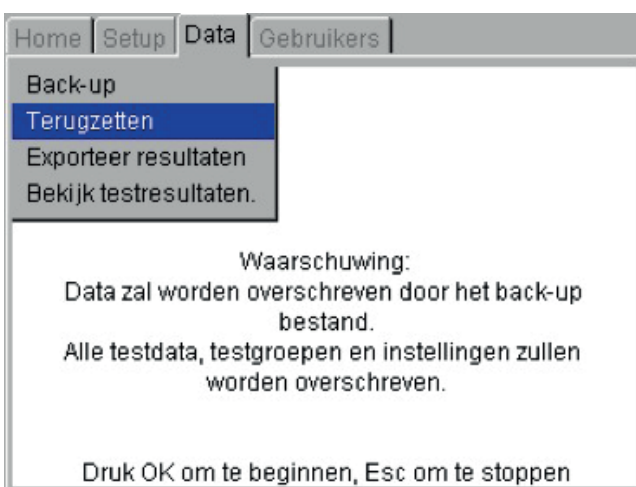 Home Setup Data Gebruikers
Back-up
Terugzetten
Exporteer resultaten
Bekijk testresultaten.
Waarschuwing:
Data zal worden overschreven door het back-up
bestand.
Alle testdata, testgroepen en instellingen zullen
worden overschreven.
Druk OK om te beginnen, Esc om te stoppen